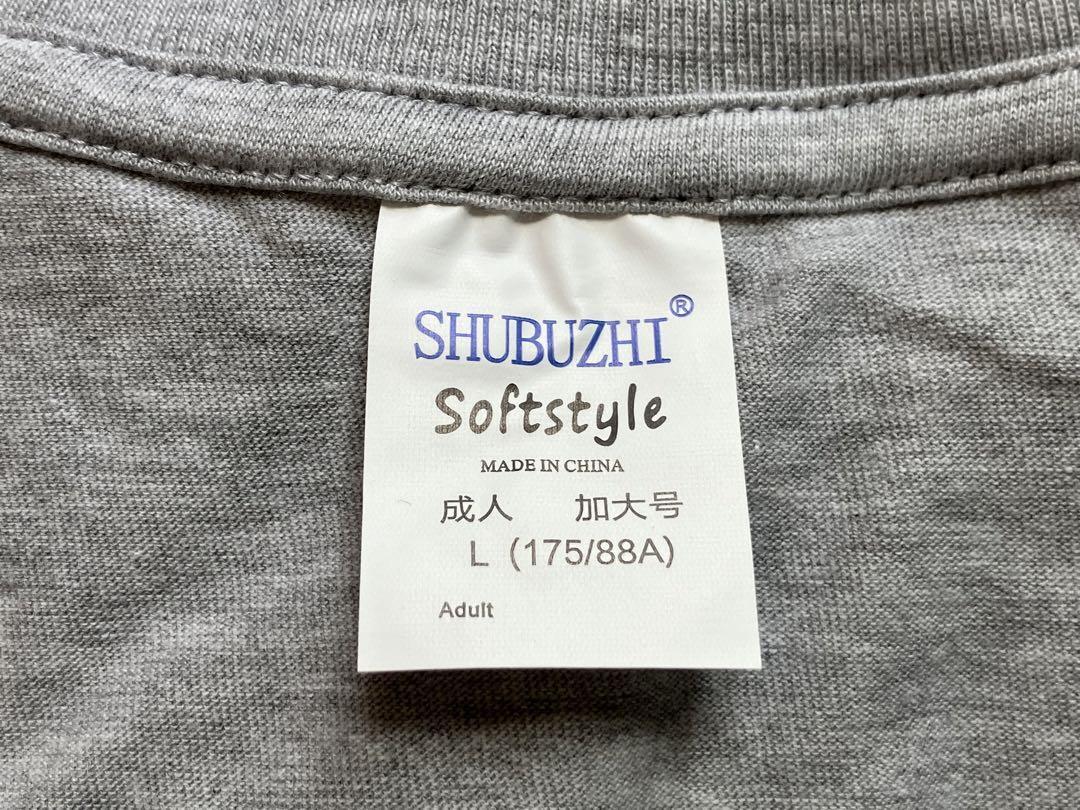 SHUBUZHI®
Softstyle
MADE IN CHINA
成人 加大号
L (175/88A)
Adult